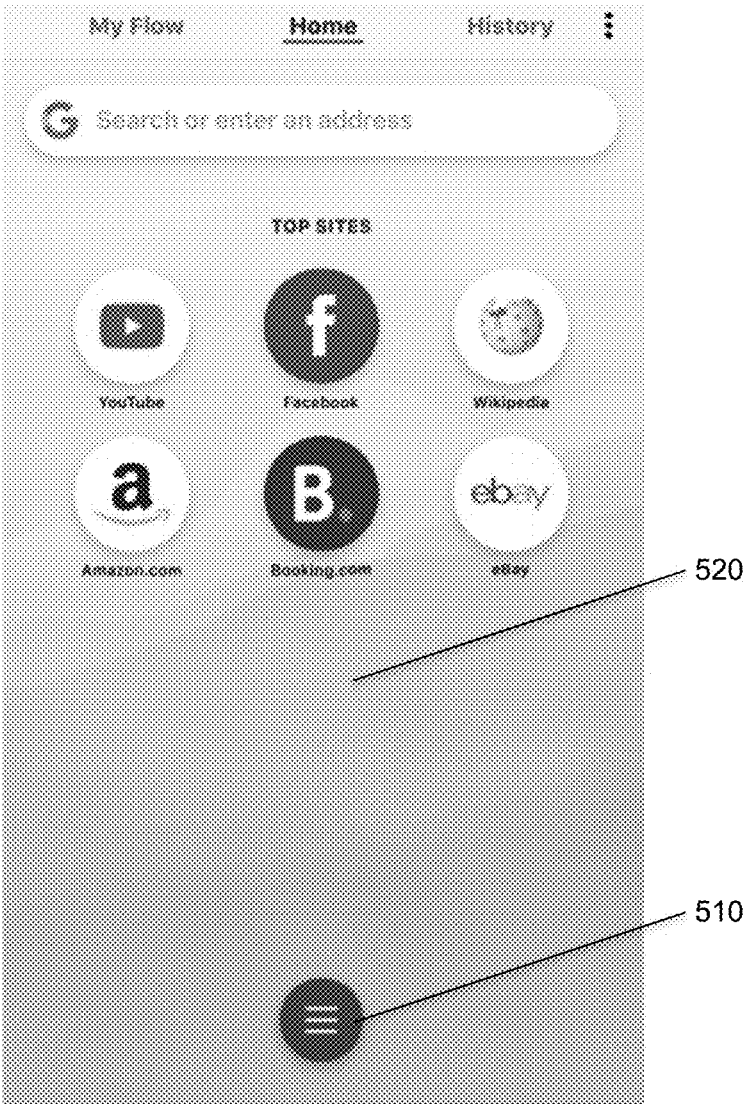 My Flow Home History
G Search or enter an address
TOP SITES
f
YouTube Facebook Wikipedia
a B. ebay
Amazon.com Booking.com eBay
520
510